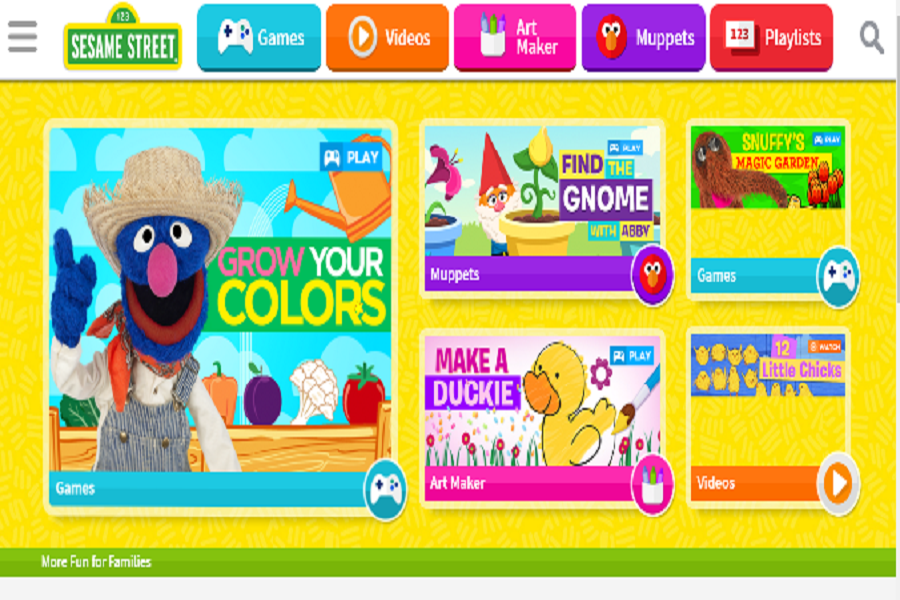 123
SESAME STREET
Games
Videos
Art
Maker
Muppets
123
Playlists
PLAY
GROW YOUR
COLORS
Games
PLAY
FIND THE
GNOME
WITH ABBY
Muppets
PLAY
SNUFFY'S
MAGIC GARDEN
Games
PLAY
MAKE A
DUCKIE
Art Maker
WATCH
12
Little Chicks
Videos
More Fun for Families